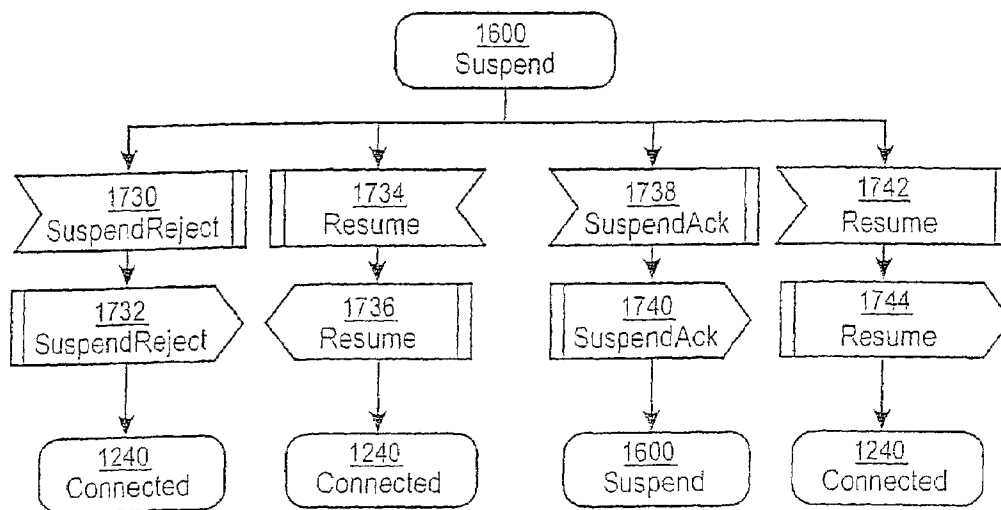 1600
Suspend
1730
SuspendReject
1734
Resume
1738
SuspendAck
1742
Resume
1732
SuspendReject
1736
Resume
1740
SuspendAck
1744
Resume
1240
Connected
1240
Connected
1600
Suspend
1240
Connected